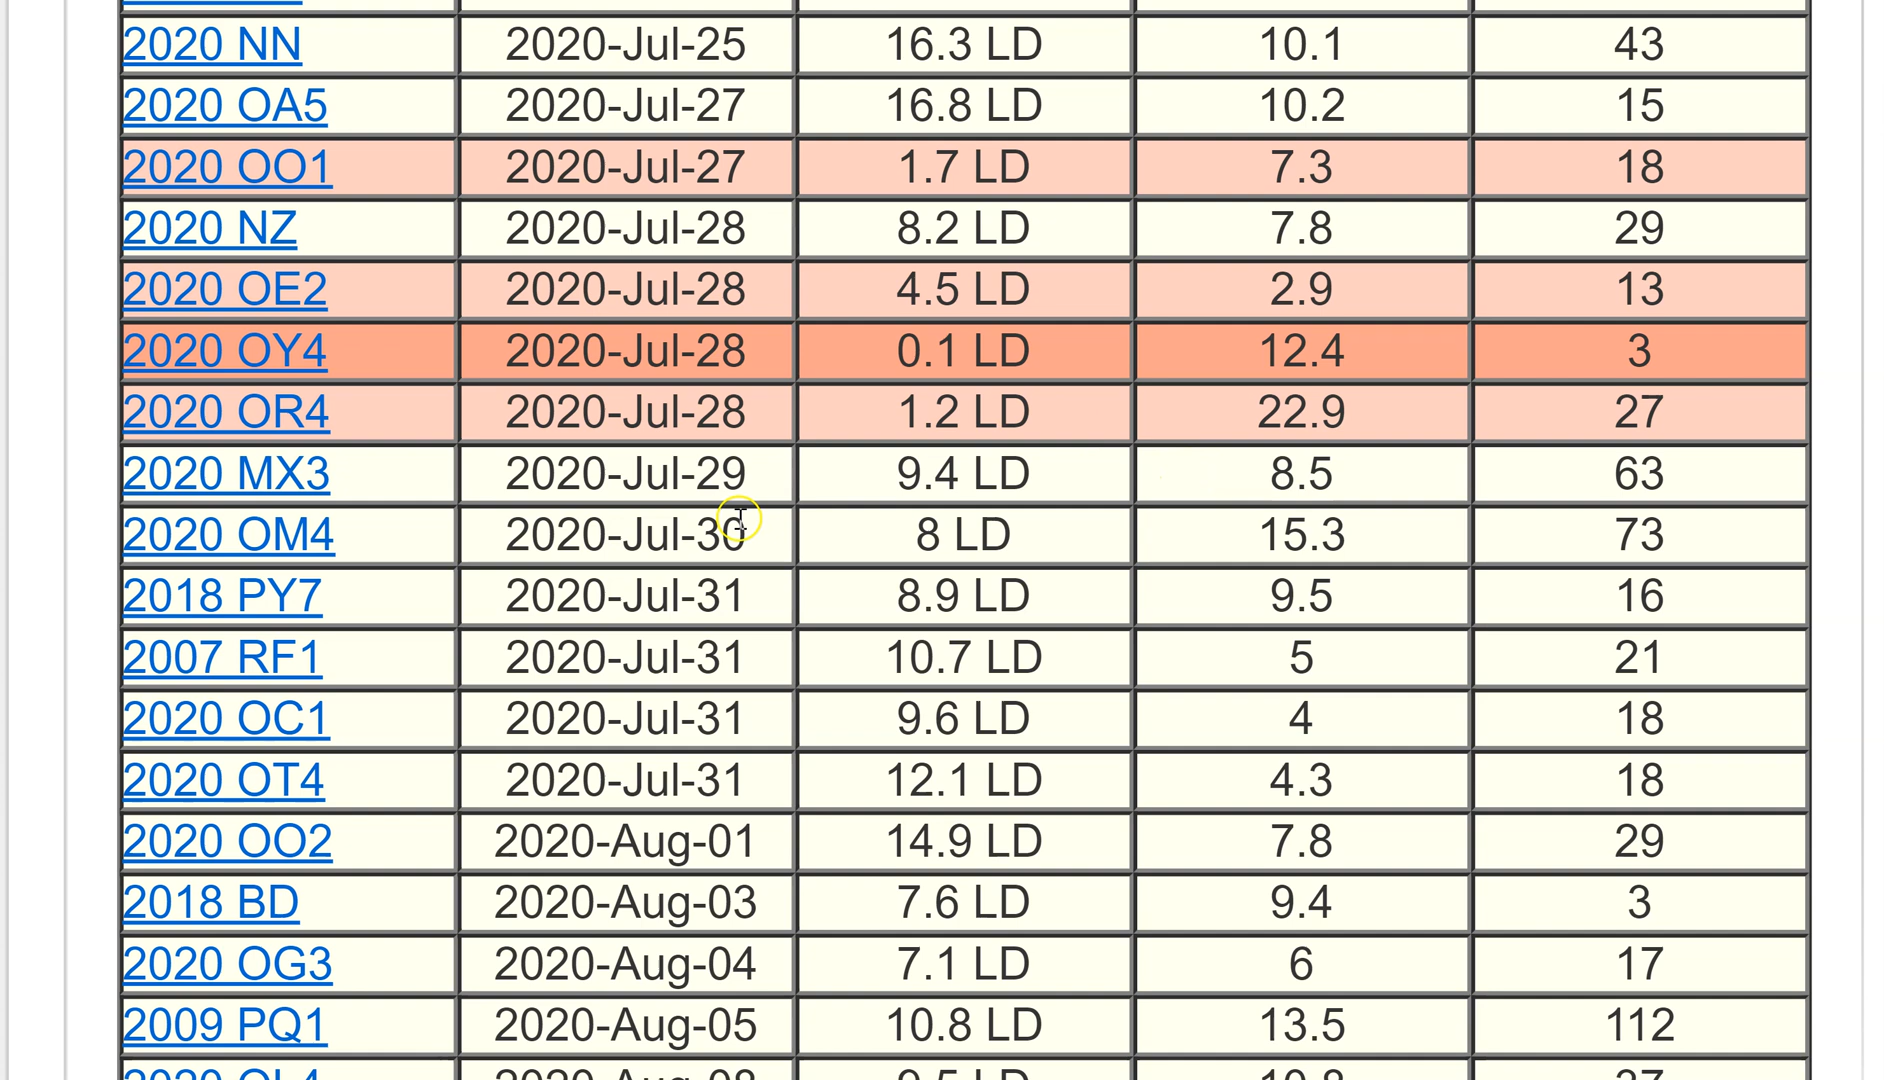 2020 NN 2020-Jul-25 16.3 LD 10.1 43
2020 OA5 2020-Jul-27 16.8 LD 10.2 15
2020 OO1 2020-Jul-27 1.7 LD 7.3 18
2020 NZ 2020-Jul-28 8.2 LD 7.8 29
2020 OE2 2020-Jul-28 4.5 LD 2.9 13
2020 OY4 2020-Jul-28 0.1 LD 12.4 3
2020 OR4 2020-Jul-28 1.2 LD 22.9 27
2020 MX3 2020-Jul-29 9.4 LD 8.5 63
2020 OM4 2020-Jul-30 8 LD 15.3 73
2018 PY7 2020-Jul-31 8.9 LD 9.5 16
2007 RF1 2020-Jul-31 10.7 LD 5 21
2020 OC1 2020-Jul-31 9.6 LD 4 18
2020 OT4 2020-Jul-31 12.1 LD 4.3 18
2020 OO2 2020-Aug-01 14.9 LD 7.8 29
2018 BD 2020-Aug-03 7.6 LD 9.4 3
2020 OG3 2020-Aug-04 7.1 LD 6 17
2009 PQ1 2020-Aug-05 10.8 LD 13.5 112